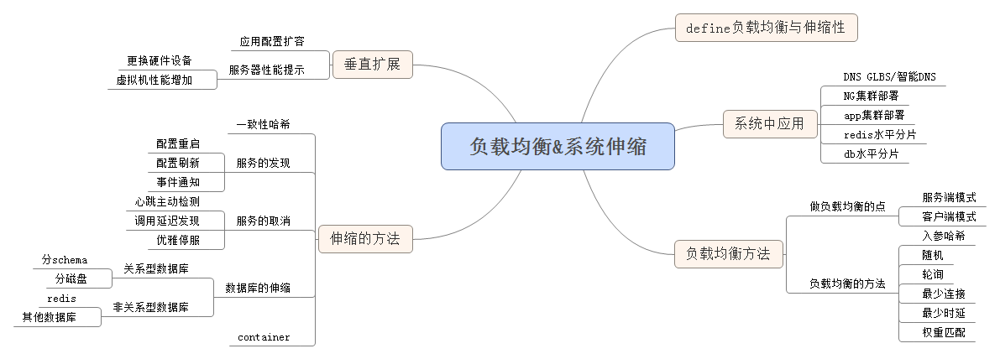 负载均衡&系统伸缩
define负载均衡与伸缩性
系统中应用
DNS GLBS/智能DNS
NG集群部署
app集群部署
redis水平分片
db水平分片
负载均衡方法
做负载均衡的点
服务端模式
客户端模式
负载均衡的方法
入参哈希
随机
轮询
最少连接
最少时延
权重匹配
垂直扩展
应用配置扩容
服务器性能提示
更换硬件设备
虚拟机性能增加
伸缩的方法
一致性哈希
服务的发现
配置重启
配置刷新
事件通知
服务的取消
心跳主动检测
调用延迟发现
优雅停服
数据库的伸缩
关系型数据库
分schema
分磁盘
非关系型数据库
redis
其他数据库
container